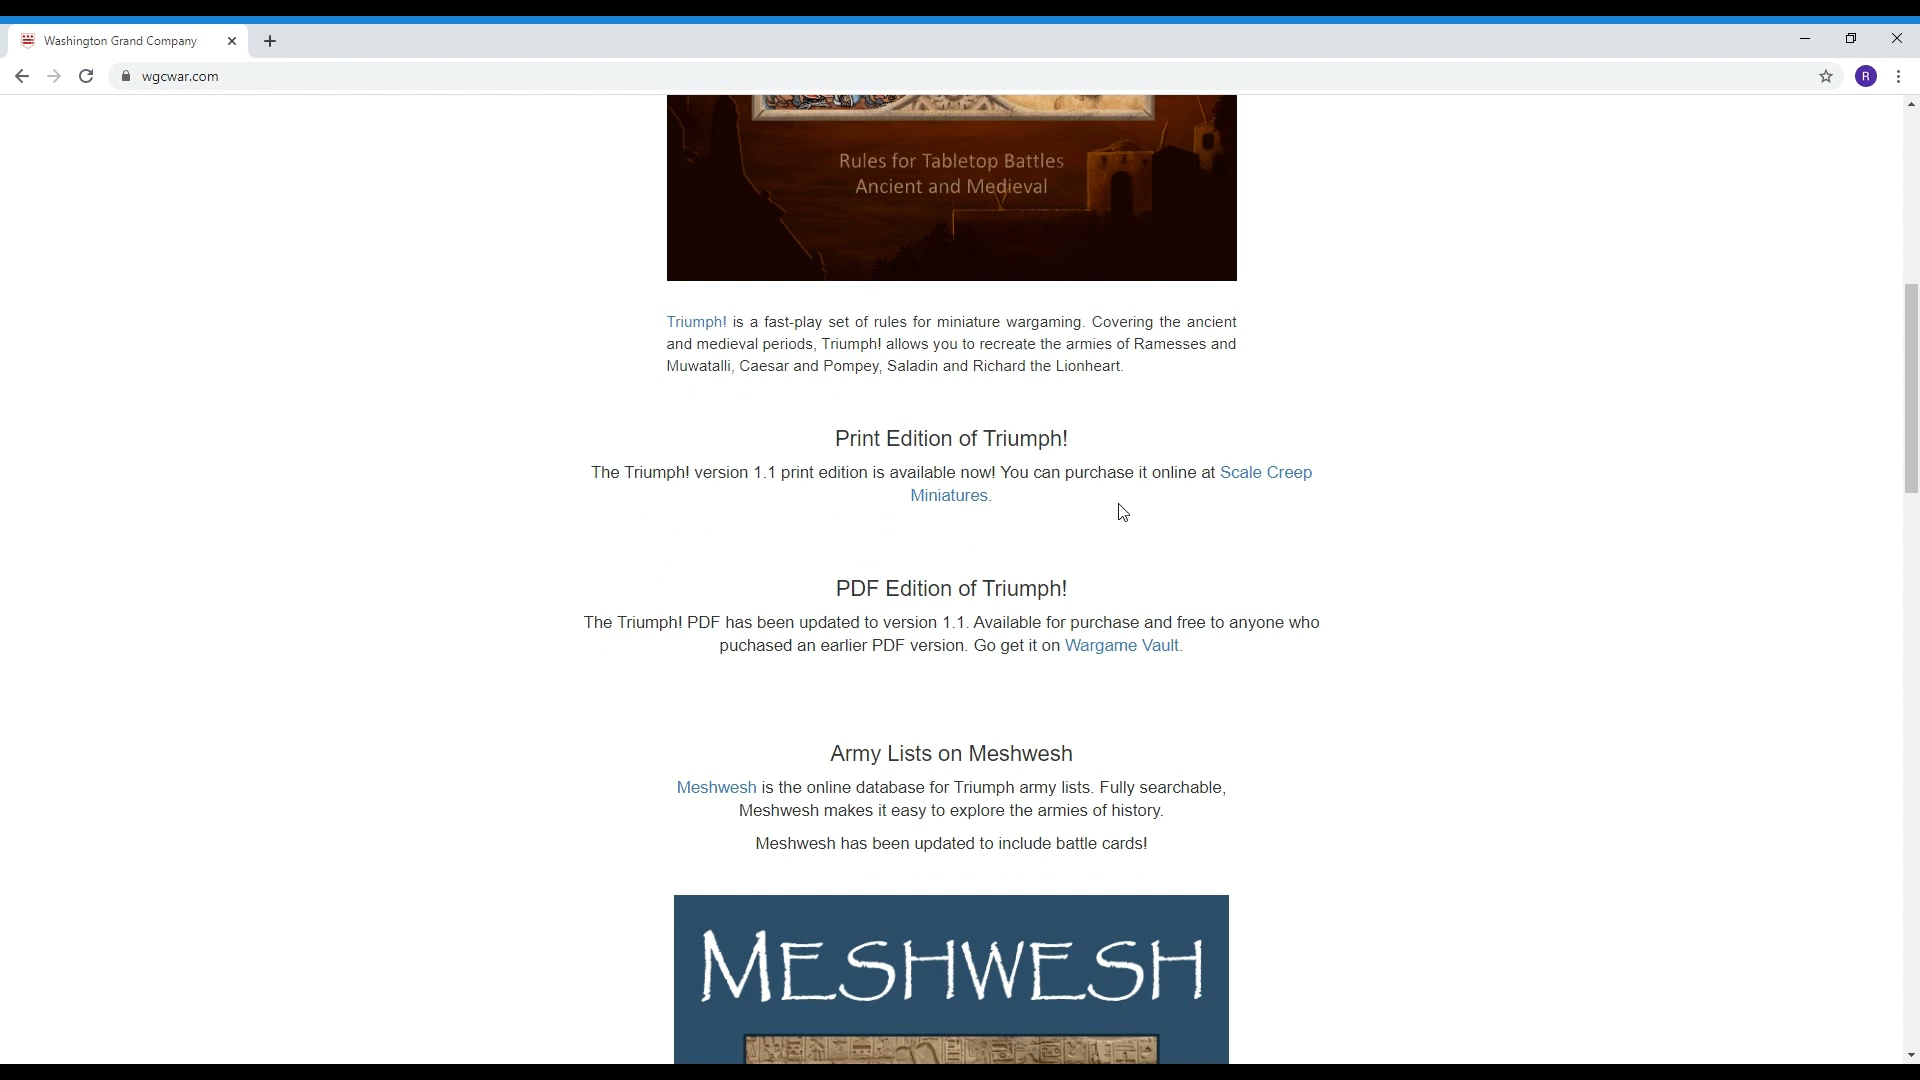 Washington Grand Company
wgcwar.com
R
Rules for Tabletop Battles
Ancient and Medieval
Triumph! is a fast-play set of rules for miniature wargaming. Covering the ancient
and medieval periods, Triumph! allows you to recreate the armies of Ramesses and
Muwatalli, Caesar and Pompey, Saladin and Richard the Lionheart.
Print Edition of Triumph!
The Triumph! version 1.1 print edition is available now! You can purchase it online at Scale Creep
Miniatures.
PDF Edition of Triumph!
The Triumph! PDF has been updated to version 1.1. Available for purchase and free to anyone who
puchased an earlier PDF version. Go get it on Wargame Vault.
Army Lists on Meshwesh
Meshwesh is the online database for Triumph army lists. Fully searchable,
Meshwesh makes it easy to explore the armies of history.
Meshwesh has been updated to include battle cards!
MESHWESH